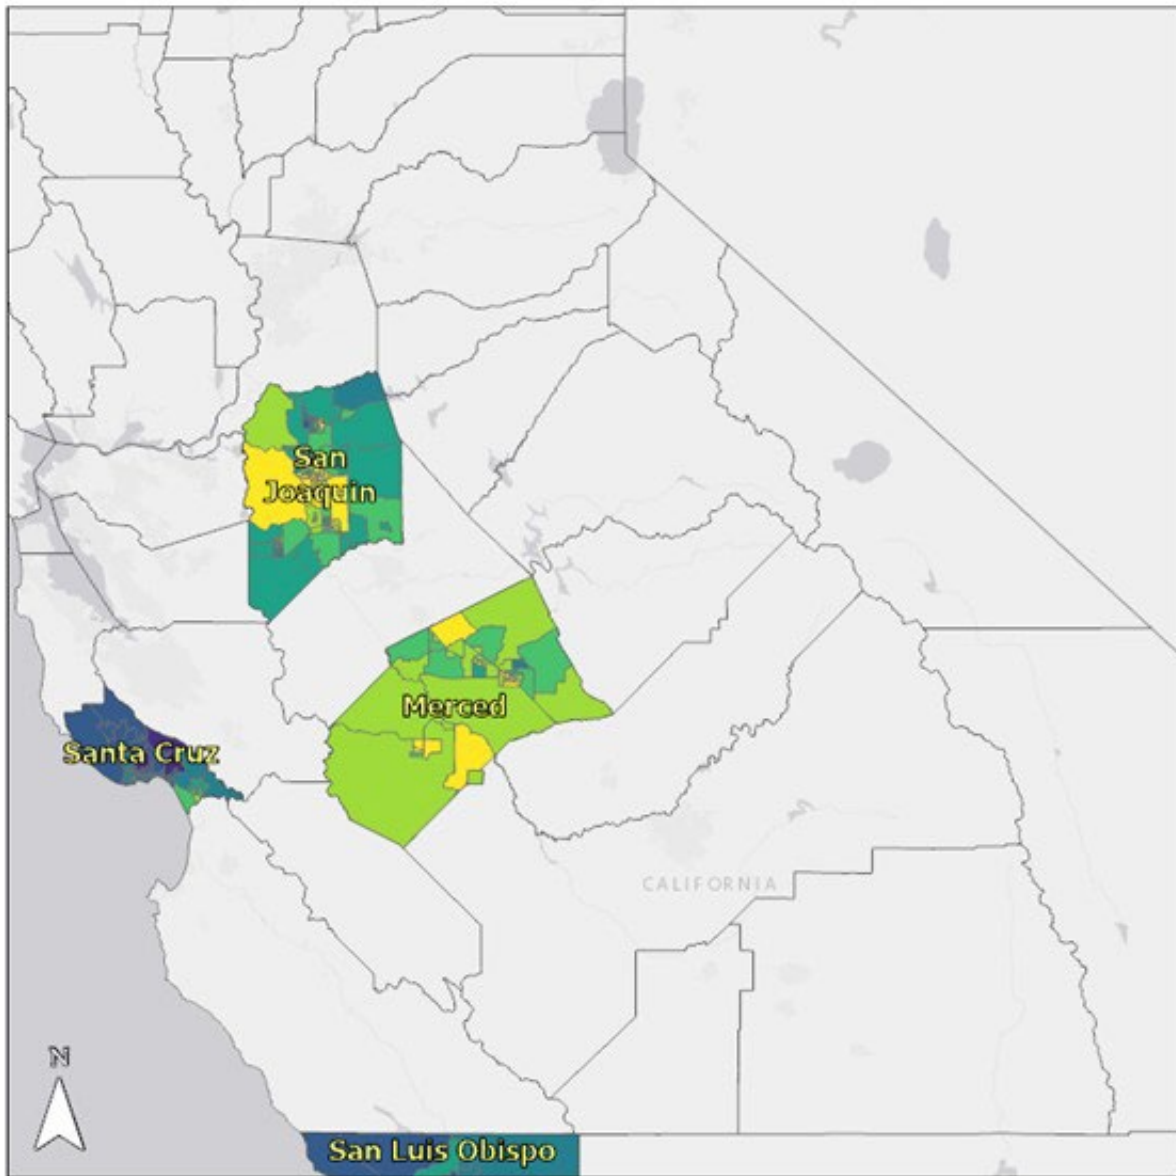 San
Joaquin
Merced
Santa Cruz
CALIFORNIA
N
San Luis Obispo